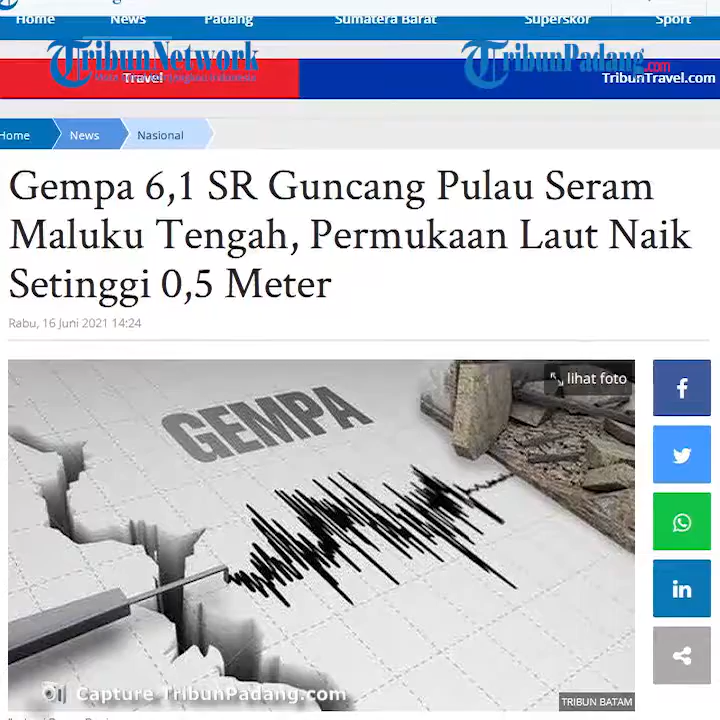 Home News Padang Sumatera Barat Superskor Sport
TribunNetwork TribunPadang.com
Travel TribunTravel.com
Home News Nasional
Gempa 6,1 SR Guncang Pulau Seram
Maluku Tengah, Permukaan Laut Naik
Setinggi 0,5 Meter
Rabu, 16 Juni 2021 14:24
lihat foto
GEMPA
f
in
Capture TribunPadang.com
TRIBUN BATAM